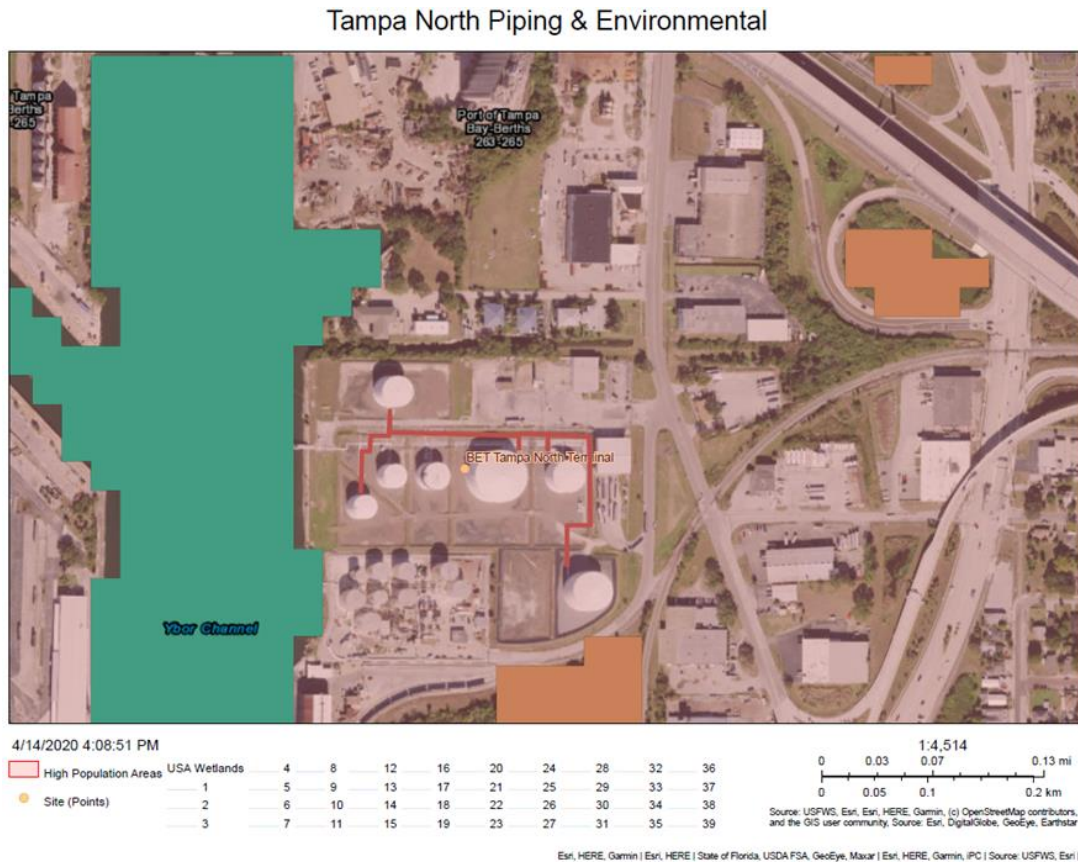 Tampa North Piping & Environmental
Tampa
Berths
-265
Port of Tampa
Bay-Berths
263-265
BET Tampa North Terminal
Ybor Channel
4/14/2020 4:08:51 PM
High Population Areas
Site (Points)
USA Wetlands 4 8 12 16 20 24 28 32 36
1 5 9 13 17 21 25 29 33 37
2 6 10 14 18 22 26 30 34 38
3 7 11 15 19 23 27 31 35 39
1:4,514
0 0.03 0.07 0.13 mi
0 0.05 0.1 0.2 km
Source: USFWS, Esri, Esri, HERE, Garmin, (c) OpenStreetMap contributors,
and the GIS user community, Source: Esri, DigitalGlobe, GeoEye, Earthstar
Esri, HERE, Garmin | Esri, HERE | State of Florida, USDA FSA, GeoEye, Maxar | Esri, HERE, Garmin, iPC | Source: USFWS, Esri |